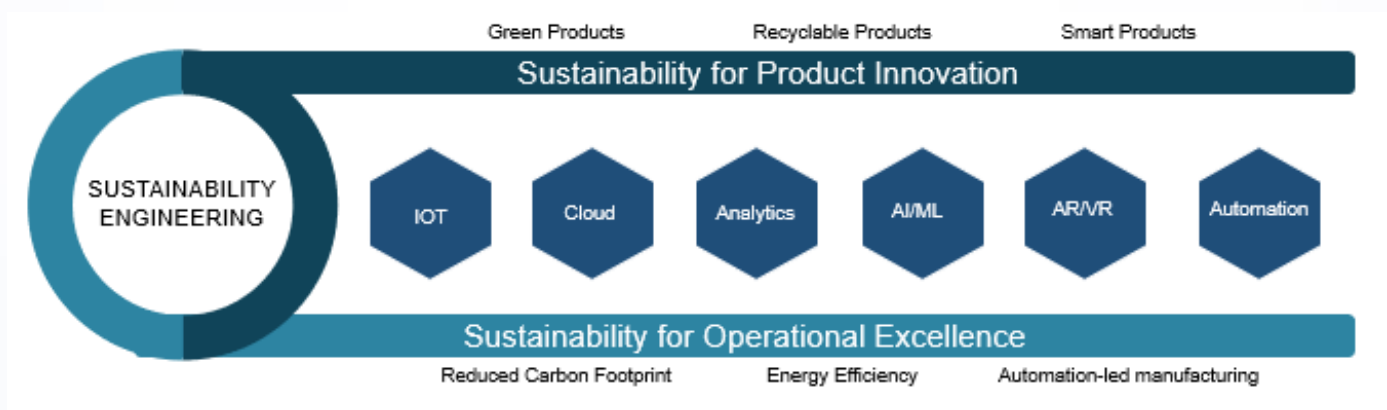 Green Products Recyclable Products Smart Products
Sustainability for Product Innovation
SUSTAINABILITY
ENGINEERING
IOT Cloud Analytics AI/ML AR/VR Automation
Sustainability for Operational Excellence
Reduced Carbon Footprint Energy Efficiency Automation-led manufacturing